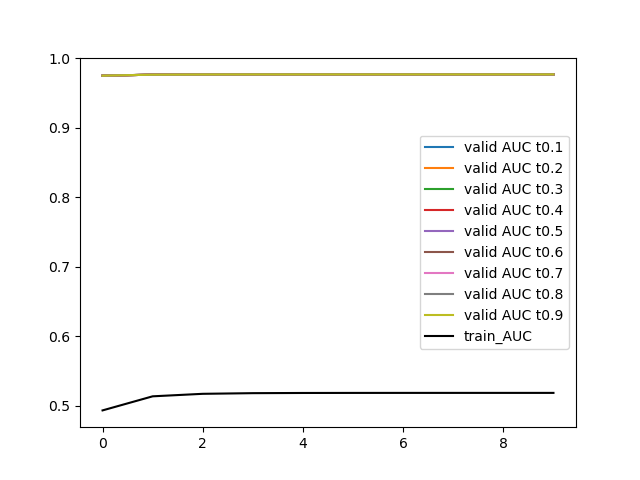 1.0
0.9
0.8
0.7
0.6
0.5
0
2
4
6
8
valid AUC t0.1
valid AUC t0.2
valid AUC t0.3
valid AUC t0.4
valid AUC t0.5
valid AUC t0.6
valid AUC t0.7
valid AUC t0.8
valid AUC t0.9
train_AUC